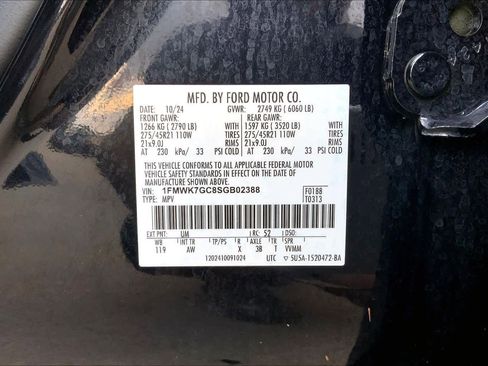 MFD. BY FORD MOTOR CO.
10/24 GVWR: 2749 KG ( 6060 LB)
FRONT GAWR: REAR GAWR:
1266 KG ( 2790 LB) WITH 1597 KG ( 3520 LB) WITH
275/45R21 110W TIRES 275/45R21 110W TIRES
21x9.0J RIMS 21x9.0J RIMS
AT 230 kPa/ 33 PSI COLD AT 230 kPa/ 33 PSI COLD
THIS VEHICLE CONFORMS TO ALL APPLICABLE FEDERAL MOTOR
VEHICLE SAFETY STANDARDS IN EFFECT ON THE DATE OF
MANUFACTURE SHOWN ABOVE.
VIN: 1FMWK7GC8SGB02388 F0188
TYPE: MPV T0313
EXT PNT: UM RC: 52 DSO:
WB INT TR TP/PS R AXLE TR SPR
119 AW X 3B 1 VVMM
1202410091024 UTC ▽ 5U5A-1520472-BA